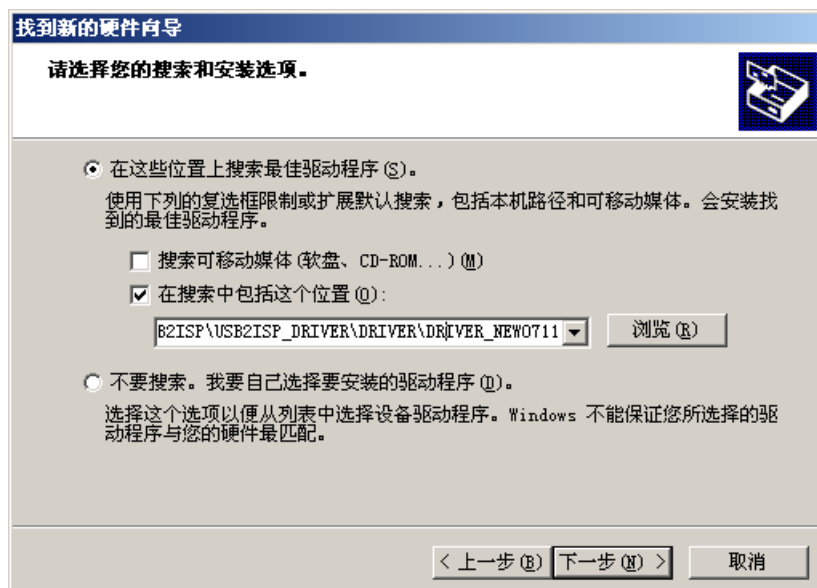 找到新的硬件向导
请选择您的搜索和安装选项。
在这些位置上搜索最佳驱动程序(S)。
使用下列的复选框限制或扩展默认搜索，包括本机路径和可移动媒体。会安装找
到的最佳驱动程序。
搜索可移动媒体(软盘、CD-ROM...)(M)
在搜索中包括这个位置(O):
B2ISP\USB2ISP_DRIVER\DRIVER\DRIVER_NEW0711
浏览(R)
不要搜索。我要自己选择要安装的驱动程序(D)。
选择这个选项以便从列表中选择设备驱动程序。Windows 不能保证您所选择的驱
动程序与您的硬件最匹配。
< 上一步(B)
下一步(N) >
取消